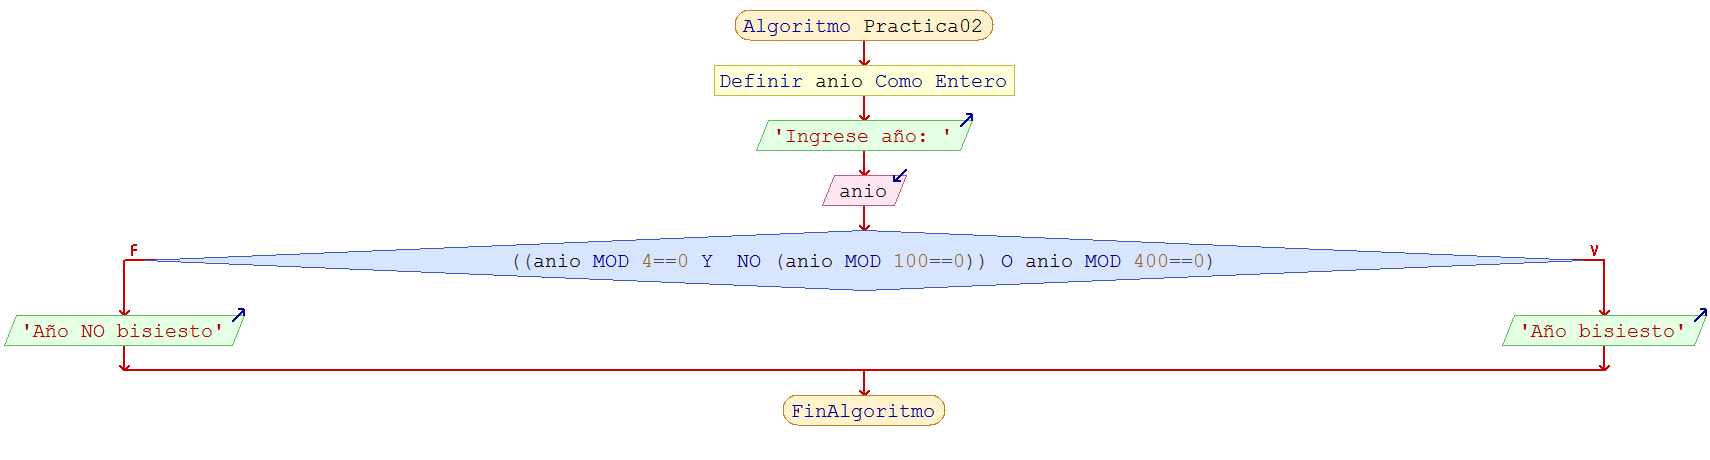 Algoritmo Practica02
Definir anio Como Entero
'Ingrese año: '
anio
F
V
((anio MOD 4==0 Y  NO (anio MOD 100==0)) O anio MOD 400==0)
'Año NO bisiesto'
'Año bisiesto'
FinAlgoritmo